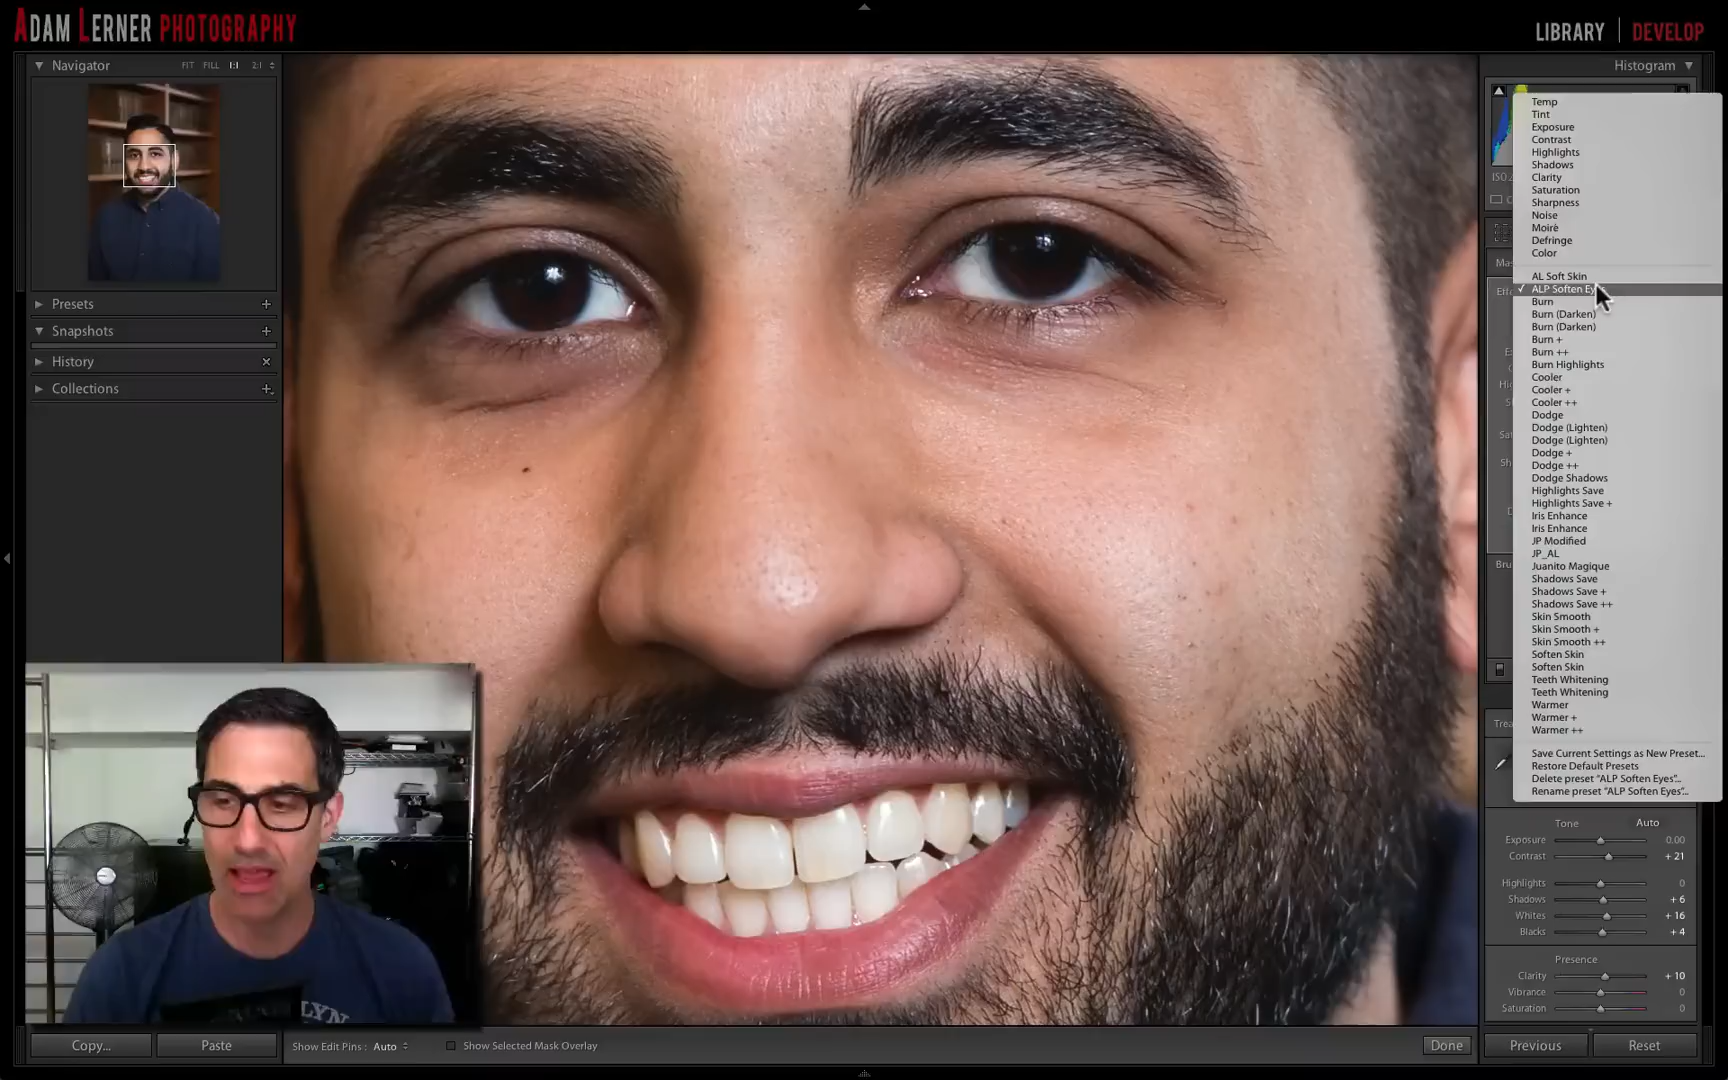 ADAM LERNER PHOTOGRAPHY
LIBRARY | DEVELOP
Navigator
FIT FILL 1:1 2:1
Presets
Snapshots
History
Collections
Histogram
Temp
Tint
Exposure
Contrast
Highlights
Shadows
Clarity
Saturation
Sharpness
Noise
Moirè
Defringe
Color
AL Soft Skin
✓ ALP Soften Ey
Burn
Burn (Darken)
Burn (Darken)
Burn +
Burn ++
Burn Highlights
Cooler
Cooler +
Cooler ++
Dodge
Dodge (Lighten)
Dodge (Lighten)
Dodge +
Dodge ++
Dodge Shadows
Highlights Save
Highlights Save +
Iris Enhance
Iris Enhance
JP Modified
JP_AL
Juanito Magique
Shadows Save
Shadows Save +
Shadows Save ++
Skin Smooth
Skin Smooth +
Skin Smooth ++
Soften Skin
Soften Skin
Teeth Whitening
Teeth Whitening
Warmer
Warmer +
Warmer ++
Save Current Settings as New Preset...
Restore Default Presets
Delete preset “ALP Soften Eyes”...
Rename preset “ALP Soften Eyes”...
Tone Auto
Exposure 0.00
Contrast + 21
Highlights 0
Shadows + 6
Whites + 16
Blacks + 4
Presence
Clarity + 10
Vibrance 0
Saturation 0
LYN
Copy... Paste
Show Edit Pins : Auto
Show Selected Mask Overlay
Done
Previous Reset